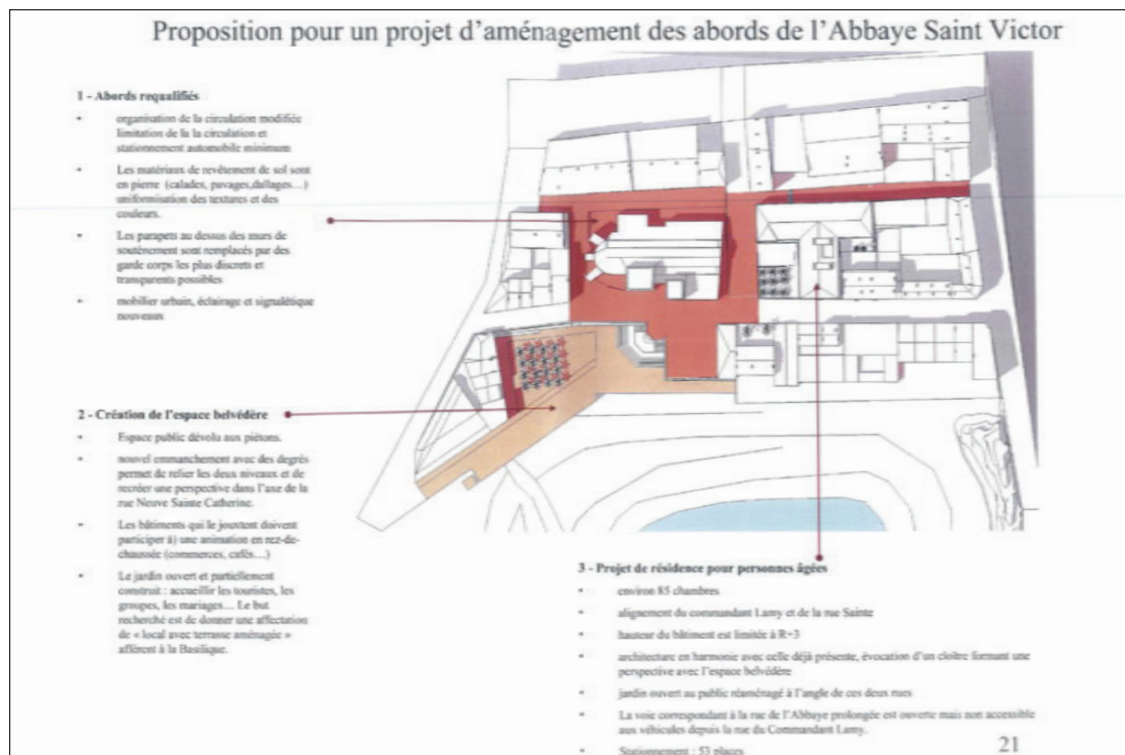 Proposition pour un projet d'aménagement des abords de l'Abbaye Saint Victor
1 - Abords requalifiés
• organisation de la circulation modifiée
limitation de la la circulation et
stationnement automobile minimum
• Les matériaux de revêtement de sol sont
en pierre (calades, pavages,dallages…)
uniformisation des textures et des
couleurs.
• Les parapets au dessus des murs de
soutènement sont remplacés par des
garde corps les plus discrets et
transparents possibles
• mobilier urbain, éclairage et signalétique
nouveaux
2 - Création de l'espace belvédère
• Espace public dévolu aux piétons.
• nouvel emmanchement avec des degrés
permet de relier les deux niveaux et de
recréer une perspective dans l'axe de la
rue Neuve Sainte Catherine.
• Les bâtiments qui le jouxtent doivent
participer à) une animation en rez-de-
chaussée (commerces, cafés…)
• Le jardin ouvert et partiellement
construit : accueillir les touristes, les
groupes, les mariages… Le but
recherché est de donner une affectation
de « local avec terrasse aménagée »
afférent à la Basilique.
3 - Projet de résidence pour personnes âgées
• environ 85 chambres
• alignement du commandant Lamy et de la rue Sainte
• hauteur du bâtiment est limitée à R+3
• architecture en harmonie avec celle déjà présente, évocation d'un cloître formant une
perspective avec l'espace belvédère
• jardin ouvert au public réaménagé à l'angle de ces deux rues
• La voie correspondant à la rue de l'Abbaye prolongée est ouverte mais non accessible
aux véhicules depuis la rue du Commandant Lamy.
• Stationnement : 53 places
21